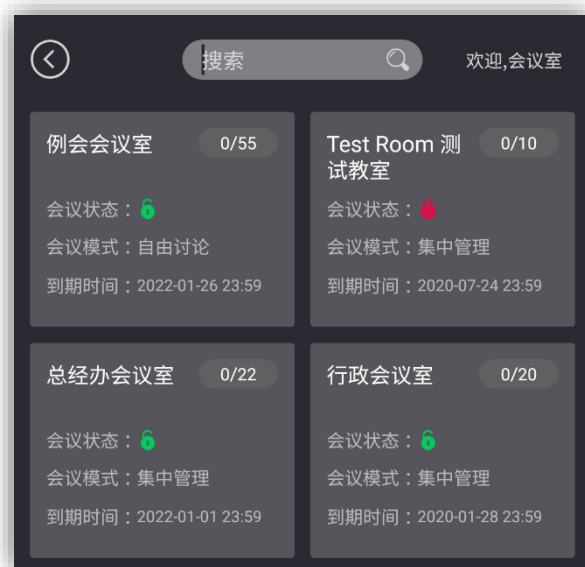 搜索
欢迎,会议室
例会会议室 0/55
会议状态：
会议模式：自由讨论
到期时间：2022-01-26 23:59
Test Room 测 0/10
试教室
会议状态：
会议模式：集中管理
到期时间：2020-07-24 23:59
总经办会议室 0/22
会议状态：
会议模式：集中管理
到期时间：2022-01-01 23:59
行政会议室 0/20
会议状态：
会议模式：集中管理
到期时间：2020-01-28 23:59